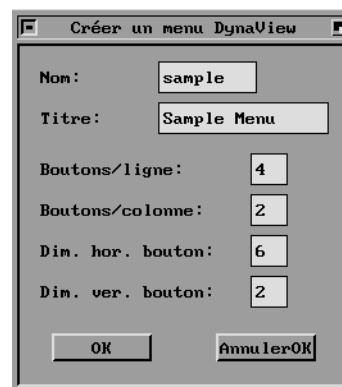 Créer un menu DynaView
Nom: sample
Titre: Sample Menu
Boutons/ligne: 4
Boutons/colonne: 2
Dim. hor. bouton: 6
Dim. ver. bouton: 2
OK AnnulerOK